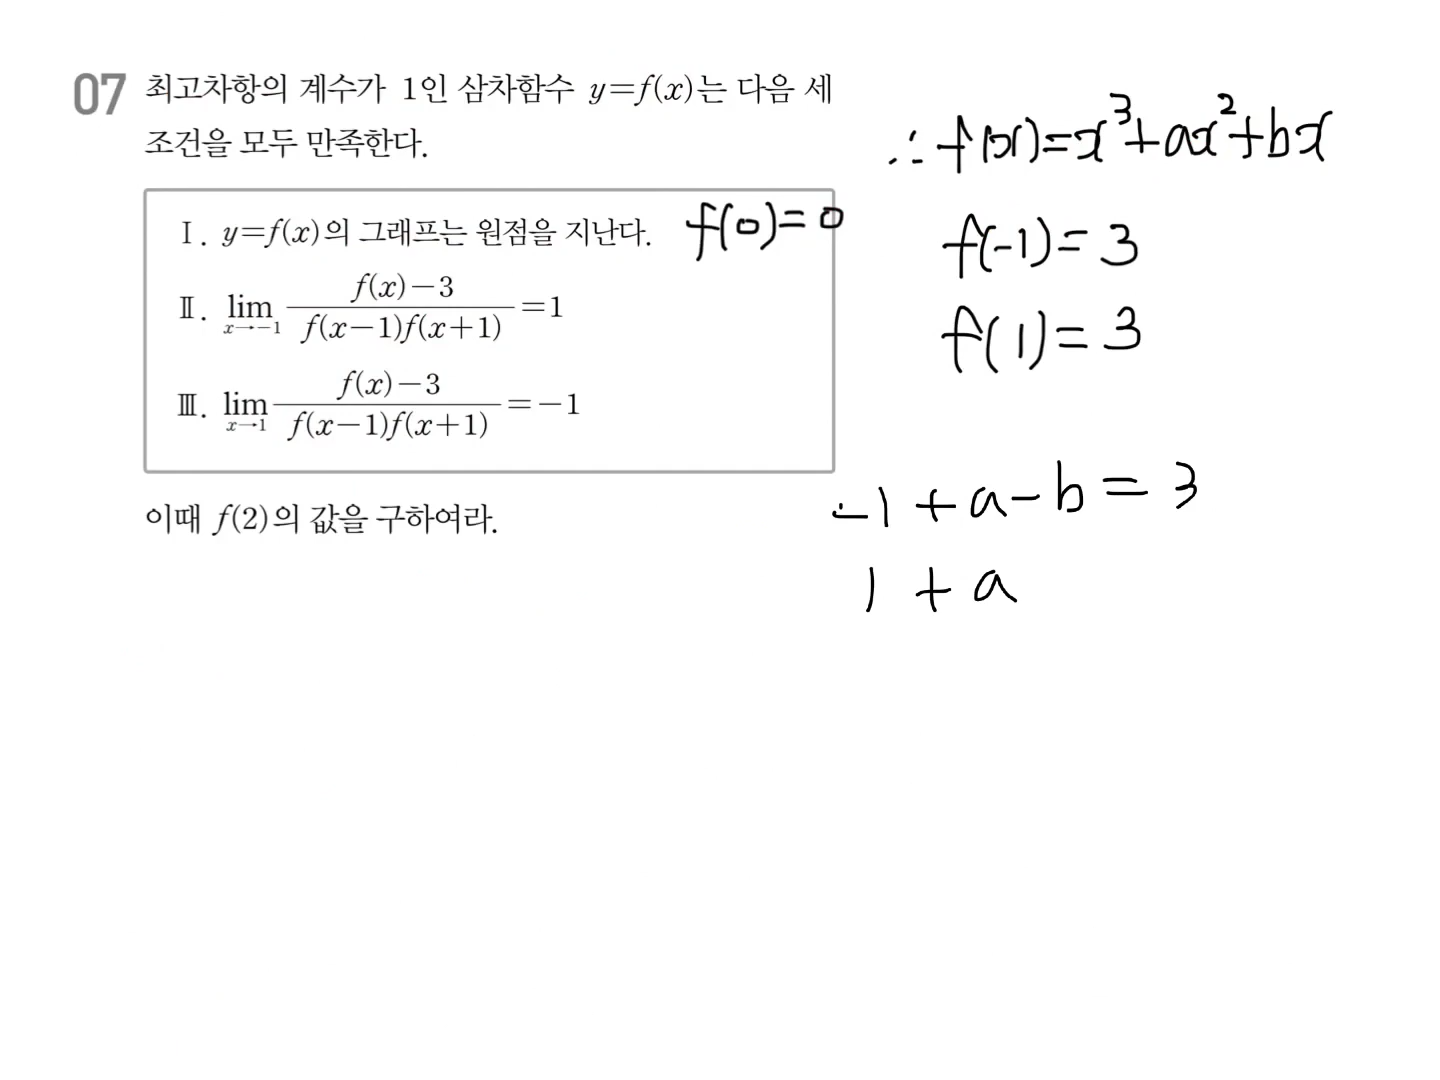 07 최고차항의 계수가 1인 삼차함수 y=f(x)는 다음 세
조건을 모두 만족한다.
Ⅰ. y=f(x)의 그래프는 원점을 지난다. f(0)=0
Ⅱ. lim_{x→-1} (f(x)-3)/(f(x-1)f(x+1)) =1
Ⅲ. lim_{x→1} (f(x)-3)/(f(x-1)f(x+1)) =-1
이때 f(2)의 값을 구하여라.
∴ f(x)=x³+ax²+bx
f(-1)=3
f(1)=3
-1+a-b=3
1+a